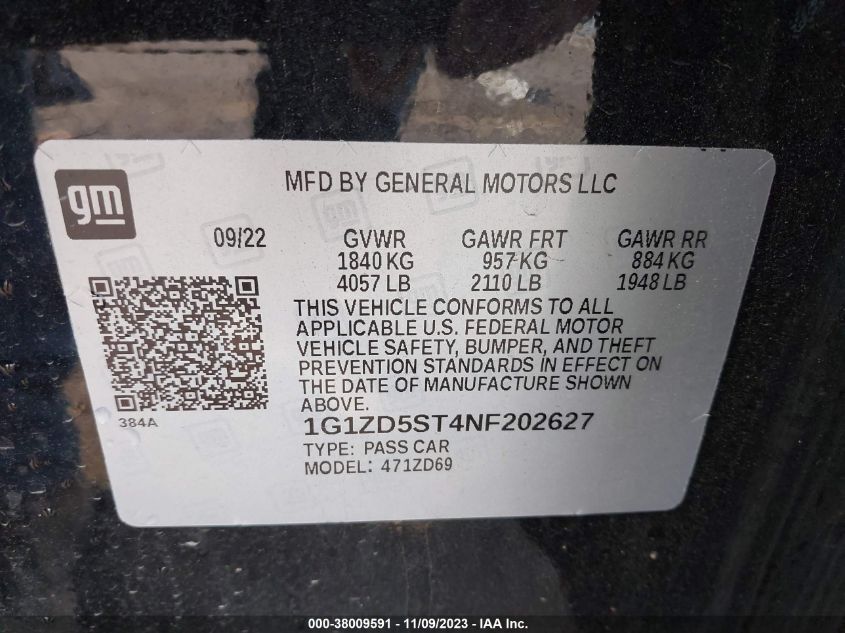 gm
MFD BY GENERAL MOTORS LLC
09/22 GVWR GAWR FRT GAWR RR
1840 KG 957 KG 884 KG
4057 LB 2110 LB 1948 LB
THIS VEHICLE CONFORMS TO ALL
APPLICABLE U.S. FEDERAL MOTOR
VEHICLE SAFETY, BUMPER, AND THEFT
PREVENTION STANDARDS IN EFFECT ON
THE DATE OF MANUFACTURE SHOWN
ABOVE.
384A
1G1ZD5ST4NF202627
TYPE: PASS CAR
MODEL: 471ZD69
000-38009591 - 11/09/2023 - IAA Inc.